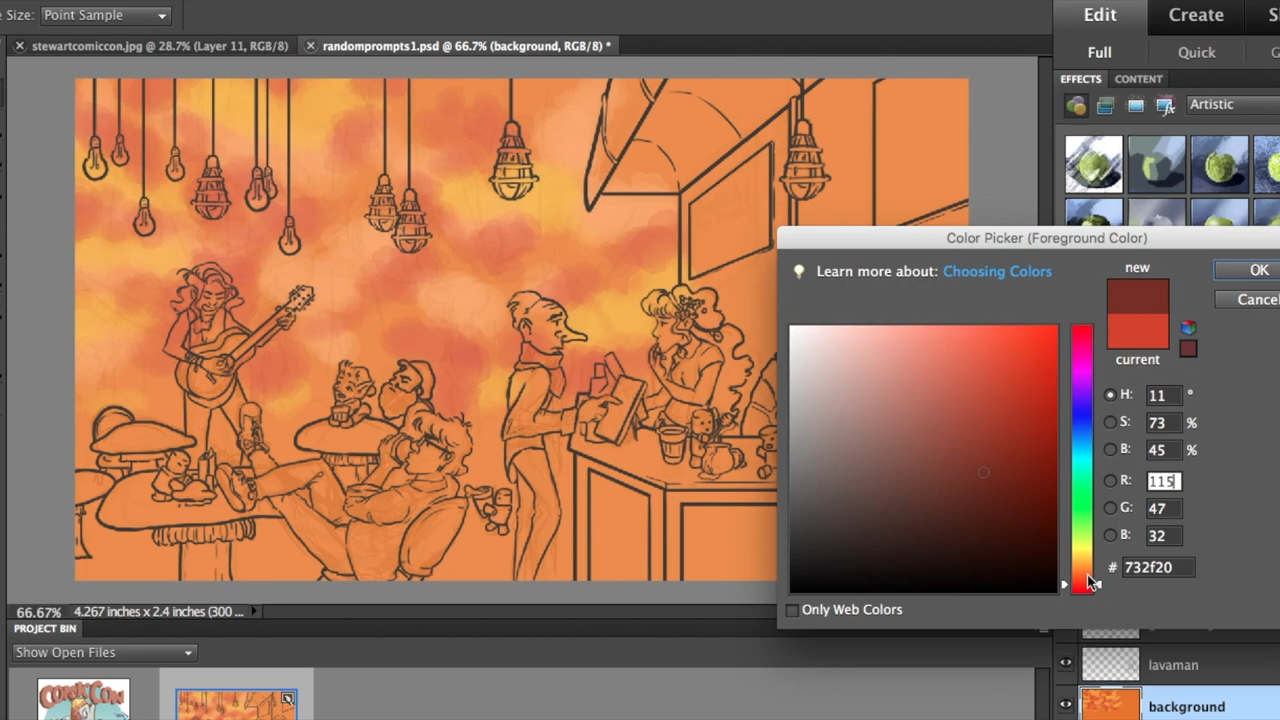 e Size: Point Sample
Edit Create S
stewartcomiccon.jpg @ 28.7% (Layer 11, RGB/8) randomprompts1.psd @ 66.7% (background, RGB/8) *
Full Quick G
EFFECTS CONTENT
Artistic
Color Picker (Foreground Color)
Learn more about: Choosing Colors
new
OK
Cancel
current
H: 11 °
S: 73 %
B: 45 %
R: 115
G: 47
B: 32
# 732f20
Only Web Colors
66.67% 4.267 inches x 2.4 inches (300 ...
PROJECT BIN
Show Open Files
lavaman
background
COMIC CON